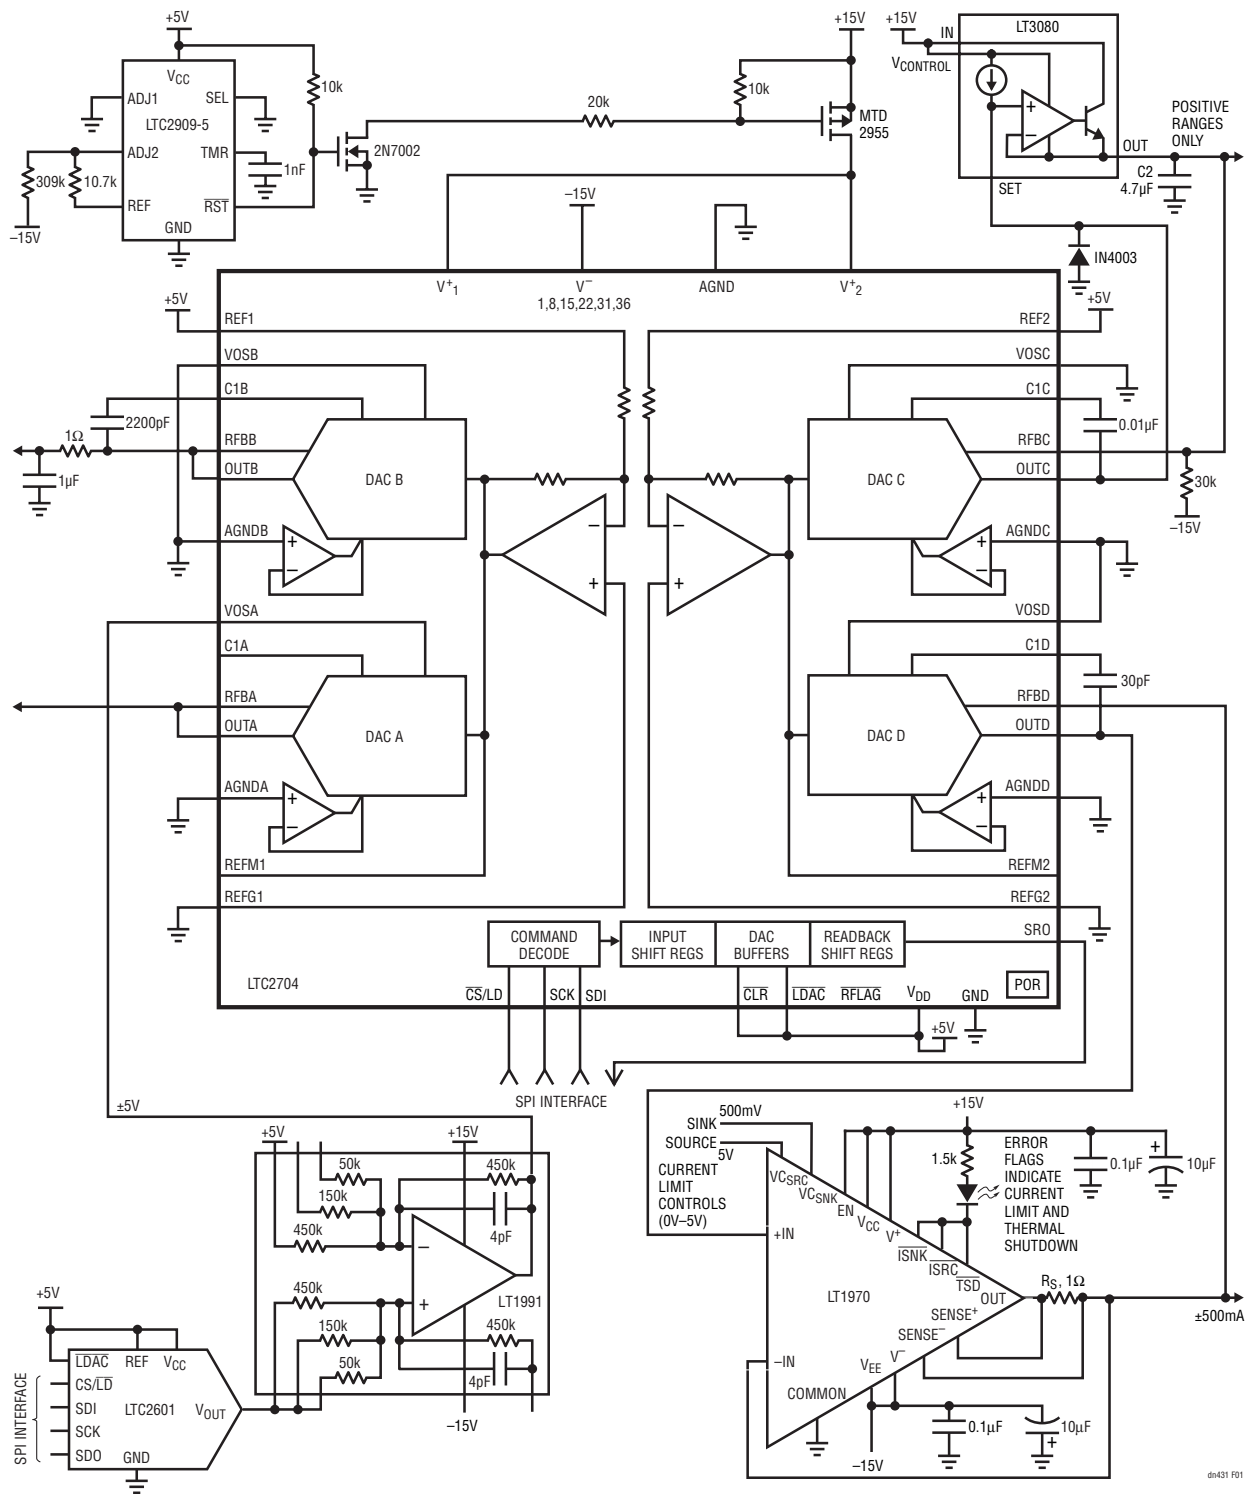 +5V
+15V
+15V
LT3080
IN
VCONTROL
VCC
ADJ1
SEL
LTC2909-5
ADJ2
TMR
REF
RST
GND
10k
309k
10.7k
1nF
–15V
2N7002
20k
10k
MTD
2955
+
–
OUT
SET
POSITIVE
RANGES
ONLY
C2
4.7µF
IN4003
–15V
V+1
V–
1,8,15,22,31,36
AGND
V+2
+5V
REF1
REF2
+5V
VOSB
VOSC
C1B
C1C
2200pF
0.01µF
1Ω
1µF
RFBB
OUTB
DAC B
DAC C
RFBC
OUTC
30k
–15V
AGNDB
+
–
–
+
–
+
+
–
AGNDC
VOSA
VOSD
C1A
C1D
30pF
RFBA
OUTA
DAC A
DAC D
RFBD
OUTD
AGNDA
+
–
+
–
AGNDD
REFM1
REFM2
REFG1
REFG2
COMMAND
DECODE
INPUT
SHIFT REGS
DAC
BUFFERS
READBACK
SHIFT REGS
SRO
LTC2704
CS/LD
SCK
SDI
CLR
LDAC
RFLAG
VDD
GND
POR
+5V
SPI INTERFACE
±5V
+5V
+15V
50k
150k
450k
450k
4pF
–
+
LT1991
450k
150k
50k
450k
4pF
–15V
+5V
LDAC
REF
VCC
CS/LD
SDI
SCK
SDO
LTC2601
VOUT
GND
SPI INTERFACE
SINK
500mV
SOURCE
5V
CURRENT
LIMIT
CONTROLS
(0V–5V)
+15V
1.5k
ERROR
FLAGS
INDICATE
CURRENT
LIMIT AND
THERMAL
SHUTDOWN
0.1µF
+
10µF
VCSRC
VCSNK
EN
VCC
V+
ISNK
ISRC
TSD
+IN
LT1970
OUT
RS, 1Ω
SENSE+
SENSE–
±500mA
–IN
VEE
V–
COMMON
–15V
0.1µF
10µF
+
dn431 F01